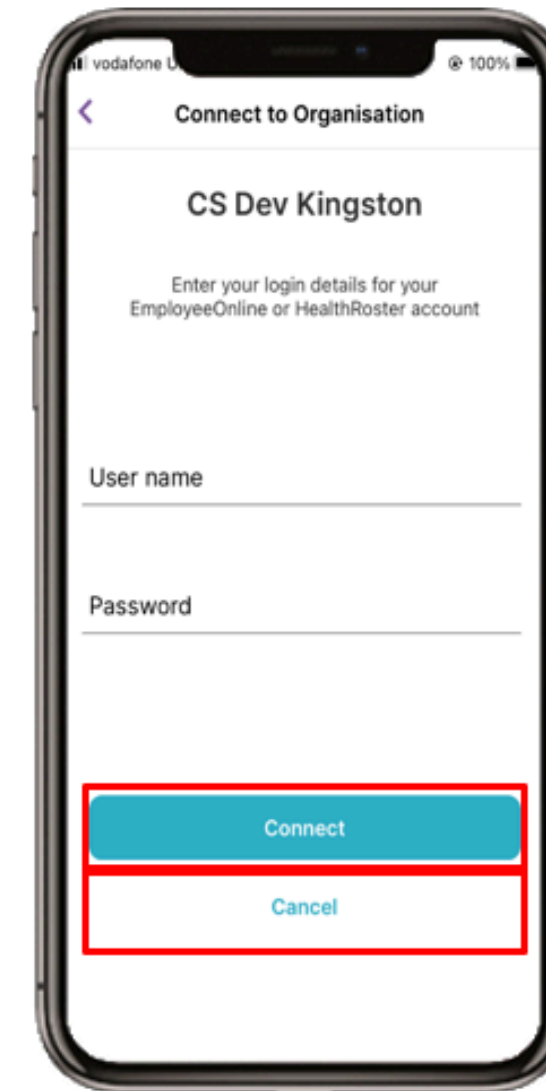 vodafone U 100%
Connect to Organisation
CS Dev Kingston
Enter your login details for your
EmployeeOnline or HealthRoster account
User name
Password
Connect
Cancel